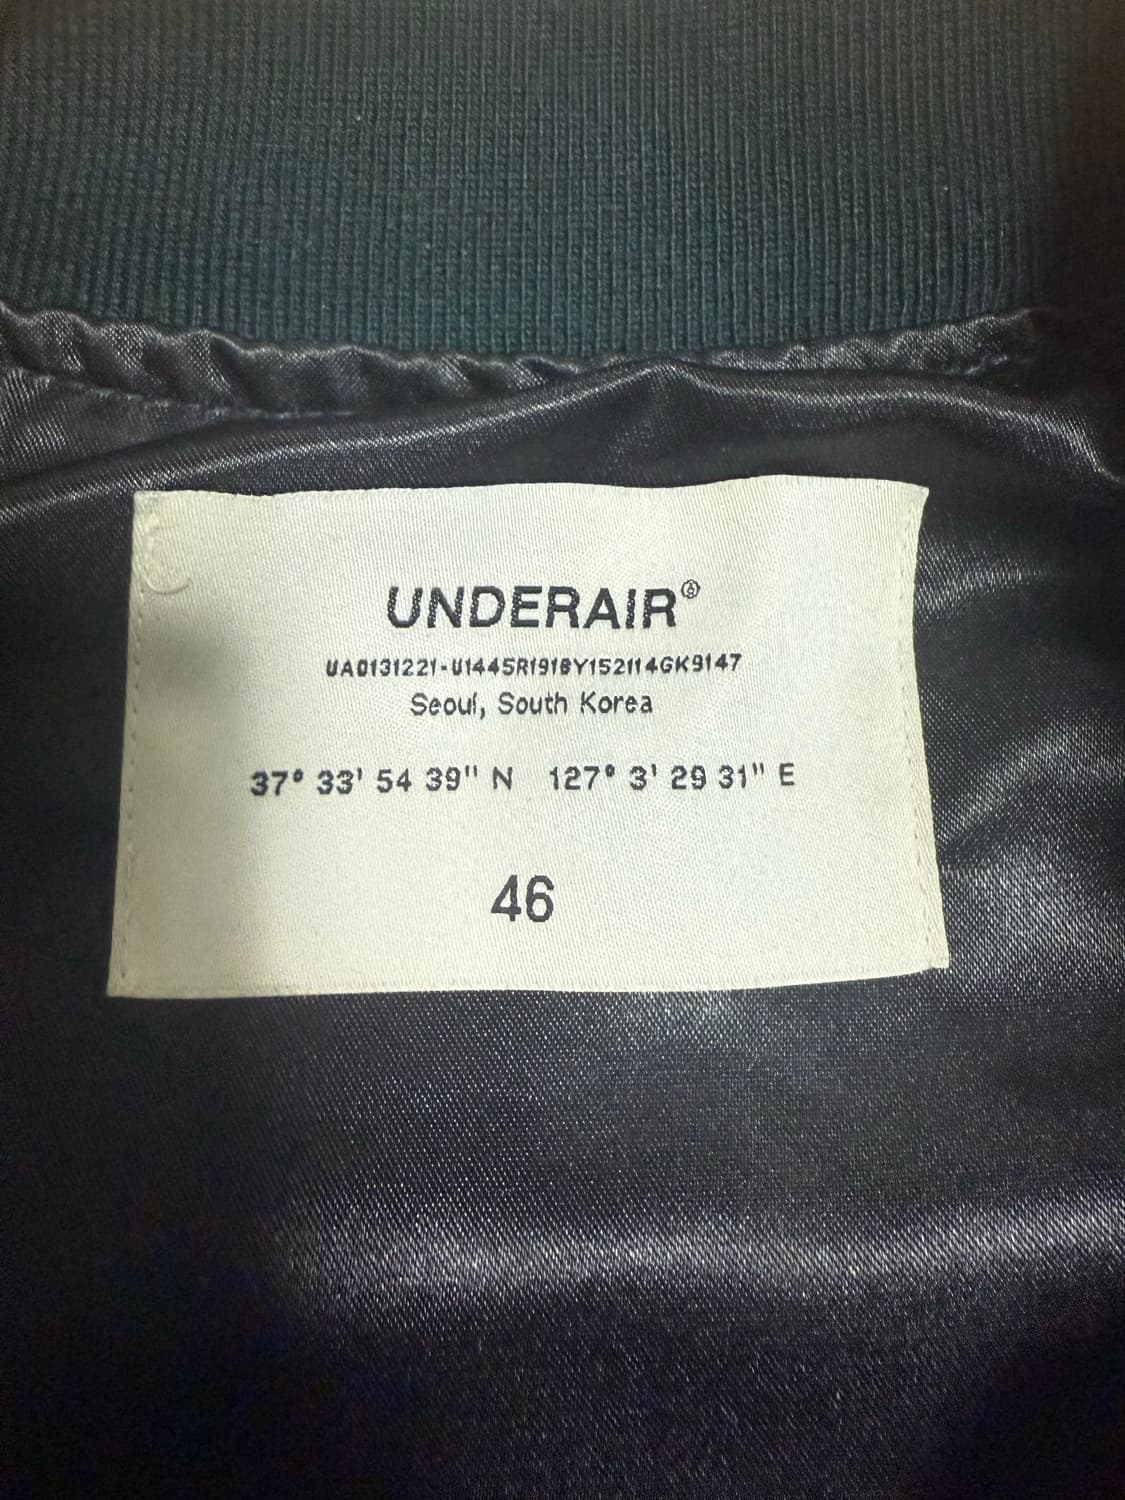 UNDERAIR®
UA0131221-U1445R1918Y152114GK9147
Seoul, South Korea
37° 33' 54 39" N 127° 3' 29 31" E
46